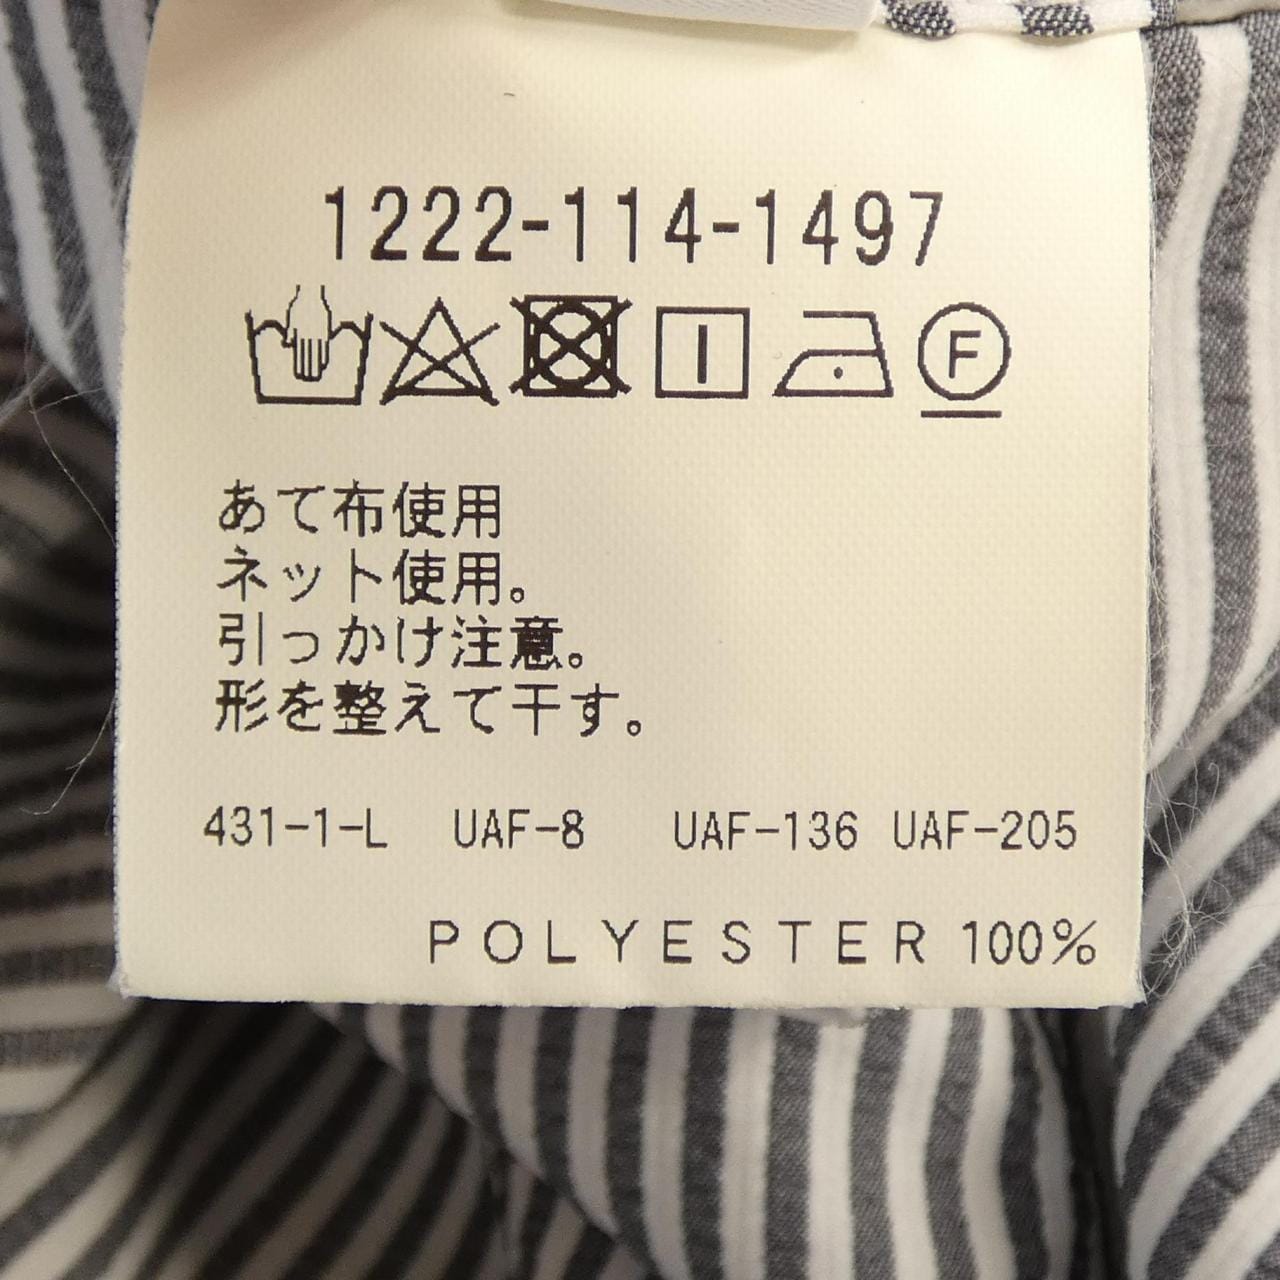 1222-114-1497
F
あて布使用
ネット使用。
引っかけ注意。
形を整えて干す。
431-1-L UAF-8 UAF-136 UAF-205
POLYESTER 100%